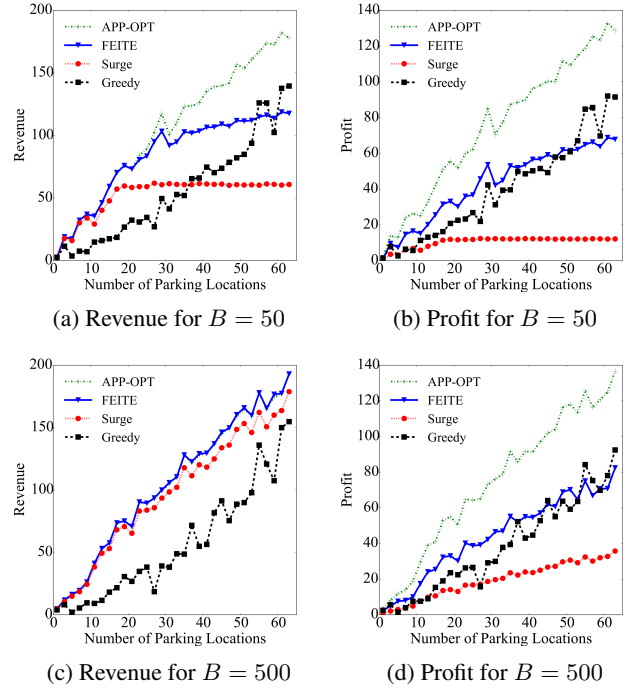 200
150
100
50
0
Revenue
APP-OPT
FEITE
Surge
Greedy
0 10 20 30 40 50 60
Number of Parking Locations
(a) Revenue for B = 50
140
120
100
80
60
40
20
0
Profit
APP-OPT
FEITE
Surge
Greedy
0 10 20 30 40 50 60
Number of Parking Locations
(b) Profit for B = 50
200
150
100
50
0
Revenue
APP-OPT
FEITE
Surge
Greedy
0 10 20 30 40 50 60
Number of Parking Locations
(c) Revenue for B = 500
140
120
100
80
60
40
20
0
Profit
APP-OPT
FEITE
Surge
Greedy
0 10 20 30 40 50 60
Number of Parking Locations
(d) Profit for B = 500